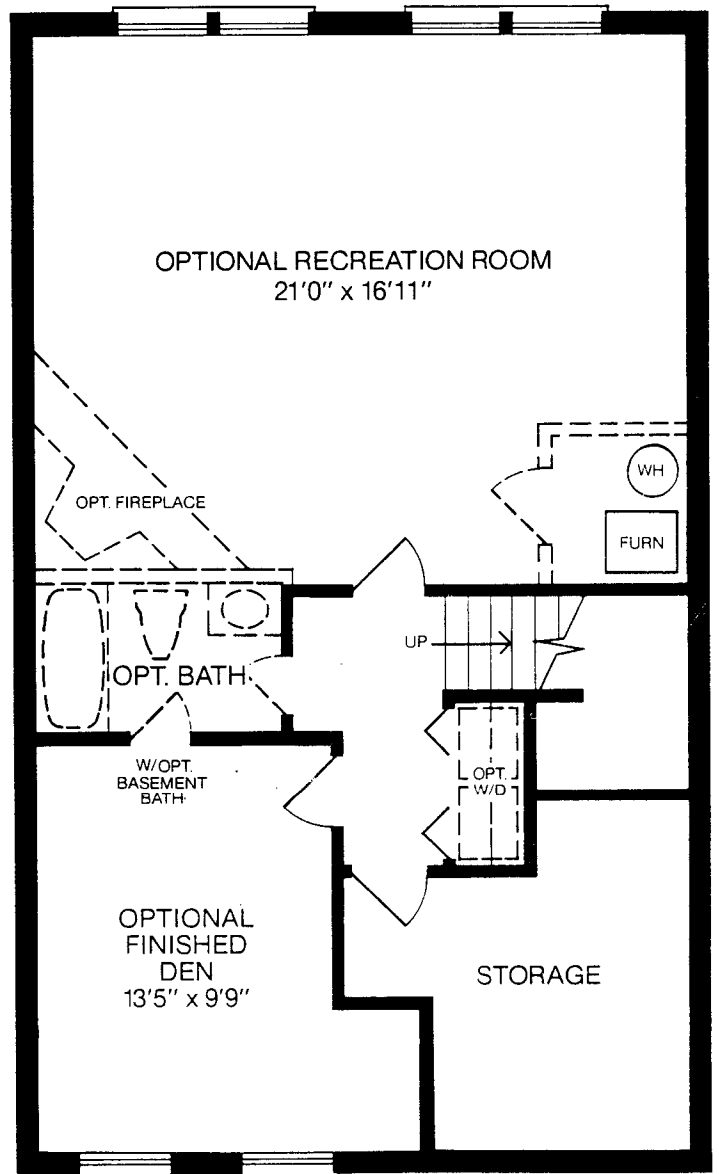 OPTIONAL RECREATION ROOM
21'0" x 16'11"
OPT. FIREPLACE
WH
FURN
UP
OPT. BATH
W/OPT.
BASEMENT
BATH
OPT.
W/D
OPTIONAL
FINISHED
DEN
13'5" x 9'9"
STORAGE